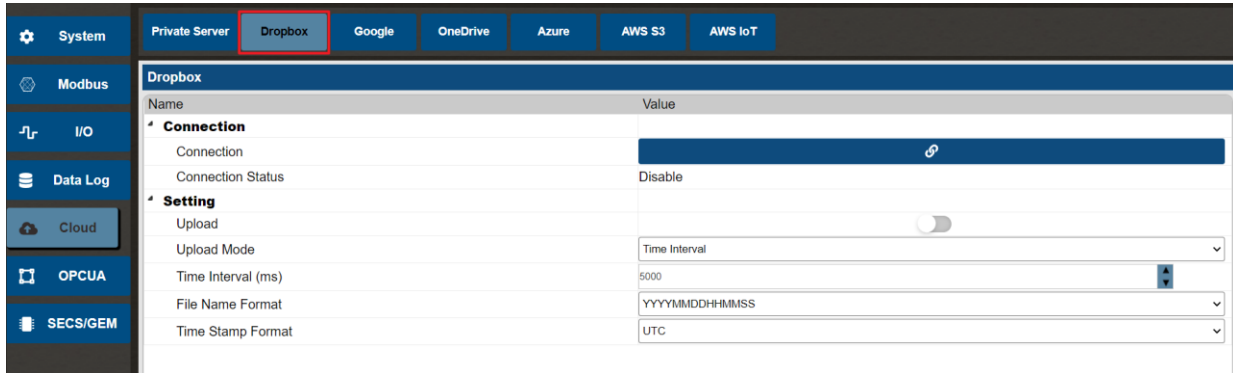 System
Modbus
I/O
Data Log
Cloud
OPCUA
SECS/GEM
Private Server Dropbox Google OneDrive Azure AWS S3 AWS IoT
Dropbox
Name Value
Connection
Connection
Connection Status Disable
Setting
Upload
Upload Mode Time Interval
Time Interval (ms) 5000
File Name Format YYYYMMDDHHMMSS
Time Stamp Format UTC